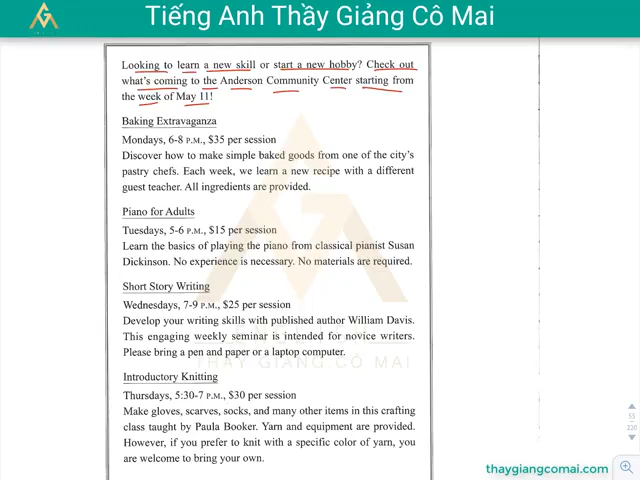 Tiếng Anh Thầy Giảng Cô Mai
Looking to learn a new skill or start a new hobby? Check out
what's coming to the Anderson Community Center starting from
the week of May 11!
Baking Extravaganza
Mondays, 6-8 P.M., $35 per session
Discover how to make simple baked goods from one of the city's
pastry chefs. Each week, we learn a new recipe with a different
guest teacher. All ingredients are provided.
Piano for Adults
Tuesdays, 5-6 P.M., $15 per session
Learn the basics of playing the piano from classical pianist Susan
Dickinson. No experience is necessary. No materials are required.
Short Story Writing
Wednesdays, 7-9 P.M., $25 per session
Develop your writing skills with published author William Davis.
This engaging weekly seminar is intended for novice writers.
Please bring a pen and paper or a laptop computer.
THẦY GIẢNG CÔ MAI
Introductory Knitting
Thursdays, 5:30-7 P.M., $30 per session
Make gloves, scarves, socks, and many other items in this crafting
class taught by Paula Booker. Yarn and equipment are provided.
However, if you prefer to knit with a specific color of yarn, you
are welcome to bring your own.
55
220
thaygiangcomai.com